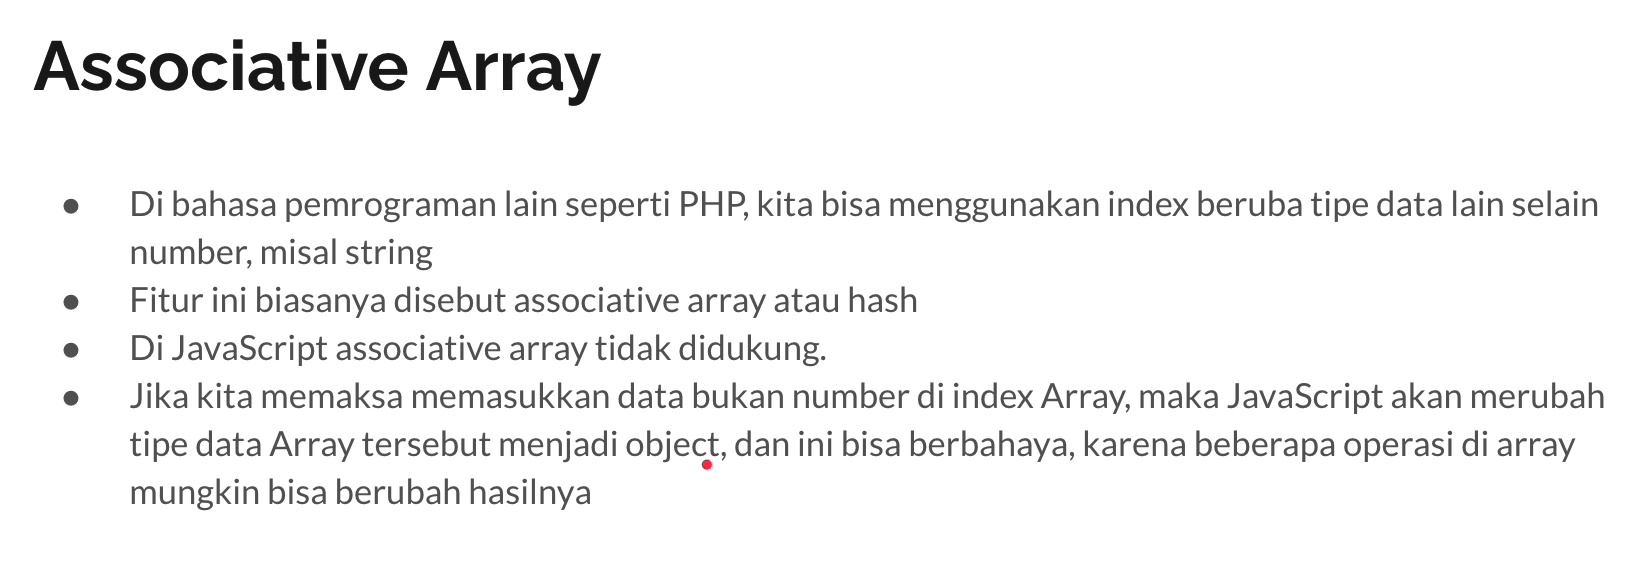 Associative Array
● Di bahasa pemrograman lain seperti PHP, kita bisa menggunakan index beruba tipe data lain selain
number, misal string
● Fitur ini biasanya disebut associative array atau hash
● Di JavaScript associative array tidak didukung.
● Jika kita memaksa memasukkan data bukan number di index Array, maka JavaScript akan merubah
tipe data Array tersebut menjadi object, dan ini bisa berbahaya, karena beberapa operasi di array
mungkin bisa berubah hasilnya